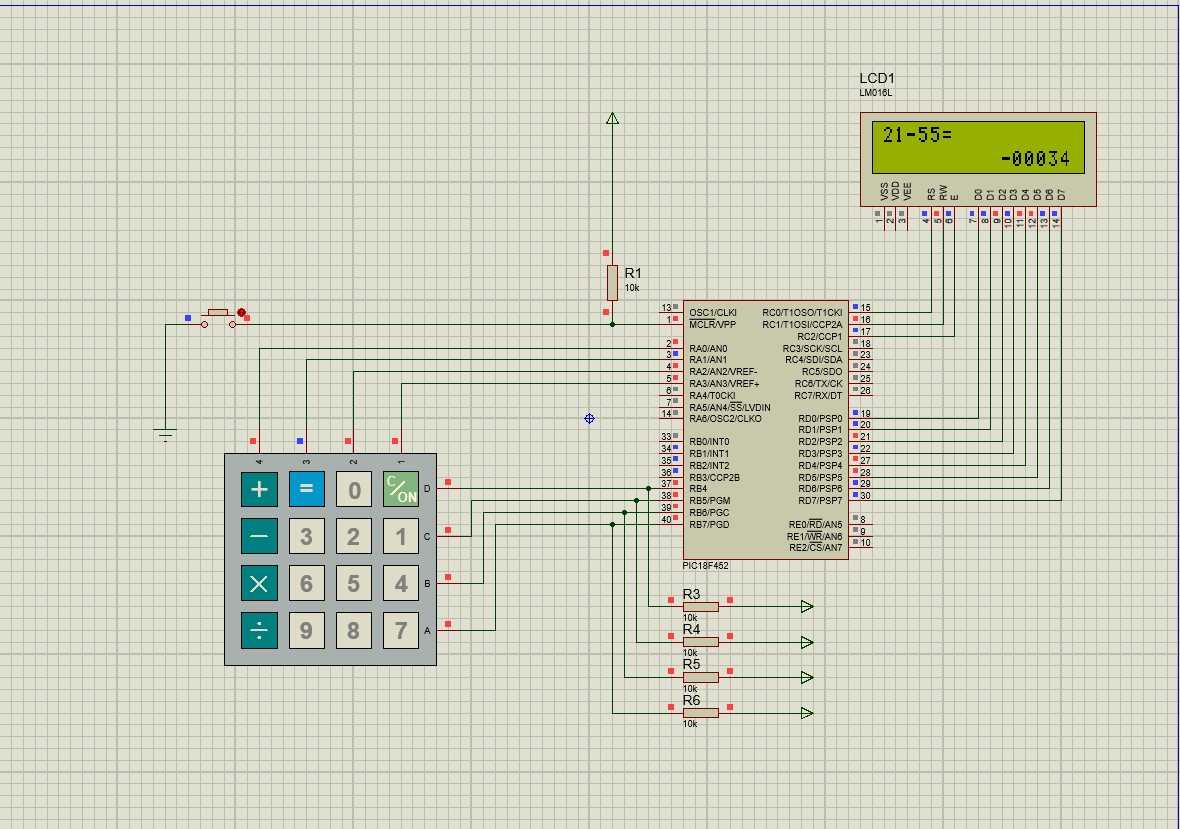 LCD1
LM016L
21-55=
-00034
VSS VDD VEE RS RW E D0 D1 D2 D3 D4 D5 D6 D7
1 2 3 4 5 6 7 8 9 10 11 12 13 14
R1
10k
13 OSC1/CLKI RC0/T1OSO/T1CKI 15
1 MCLR/VPP RC1/T1OSI/CCP2A 16
RC2/CCP1 17
2 RA0/AN0 RC3/SCK/SCL 18
3 RA1/AN1 RC4/SDI/SDA 23
4 RA2/AN2/VREF- RC5/SDO 24
5 RA3/AN3/VREF+ RC6/TX/CK 25
6 RA4/T0CKI RC7/RX/DT 26
7 RA5/AN4/SS/LVDIN
14 RA6/OSC2/CLKO RD0/PSP0 19
RD1/PSP1 20
33 RB0/INT0 RD2/PSP2 21
34 RB1/INT1 RD3/PSP3 22
35 RB2/INT2 RD4/PSP4 27
36 RB3/CCP2B RD5/PSP5 28
37 RB4 RD6/PSP6 29
38 RB5/PGM RD7/PSP7 30
39 RB6/PGC
40 RB7/PGD RE0/RD/AN5 8
RE1/WR/AN6 9
RE2/CS/AN7 10
PIC18F452
4 3 2 1
+ = 0 C/ON D
− 3 2 1 C
× 6 5 4 B
÷ 9 8 7 A
R3
10k
R4
10k
R5
10k
R6
10k